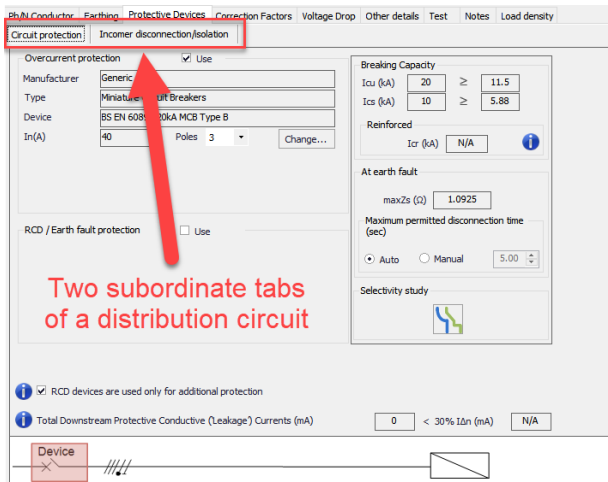 Ph/N Conductor Earthing Protective Devices Correction Factors Voltage Drop Other details Test Notes Load density
Circuit protection Incomer disconnection/isolation
Overcurrent protection Use
Manufacturer Generic
Type Miniature Circuit Breakers
Device BS EN 6089 20kA MCB Type B
In(A) 40 Poles 3 Change...
RCD / Earth fault protection Use
Two subordinate tabs
of a distribution circuit
Breaking Capacity
Icu (kA) 20 ≥ 11.5
Ics (kA) 10 ≥ 5.88
Reinforced
Icr (kA) N/A
At earth fault
maxZs (Ω) 1.0925
Maximum permitted disconnection time
(sec)
Auto Manual 5.00
Selectivity study
RCD devices are used only for additional protection
Total Downstream Protective Conductive ('Leakage') Currents (mA) 0 < 30% IΔn (mA) N/A
Device